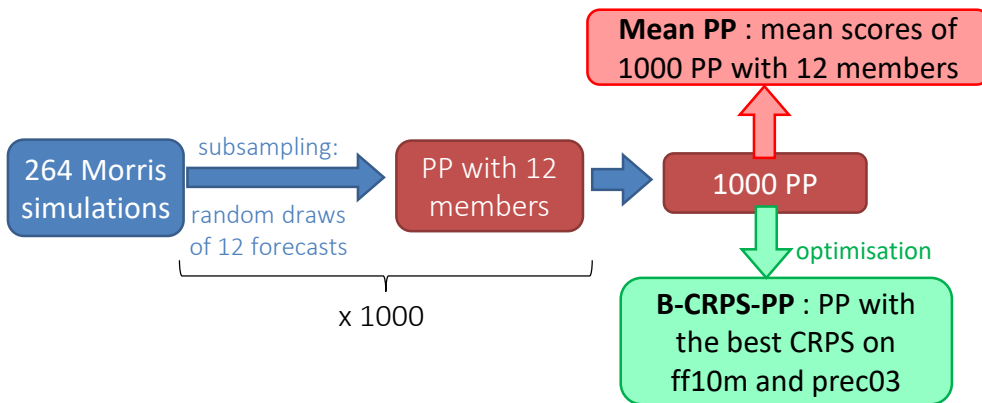 Mean PP : mean scores of
1000 PP with 12 members
264 Morris
simulations
subsampling:
random draws
of 12 forecasts
PP with 12
members
x 1000
1000 PP
optimisation
B-CRPS-PP : PP with
the best CRPS on
ff10m and prec03